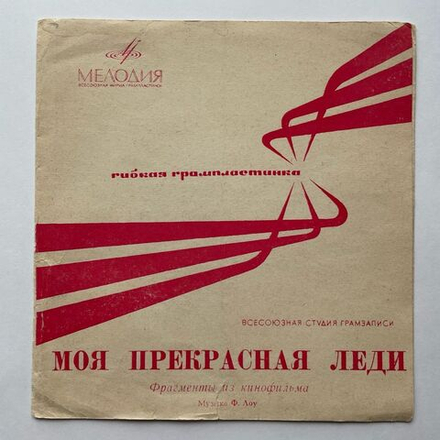 МЕЛОДИЯ
ВСЕСОЮЗНАЯ ФИРМА ГРАМПЛАСТИНОК
гибкая грампластинка
ВСЕСОЮЗНАЯ СТУДИЯ ГРАМЗАПИСИ
МОЯ ПРЕКРАСНАЯ ЛЕДИ
Фрагменты из кинофильма
Музыка Ф. Лоу